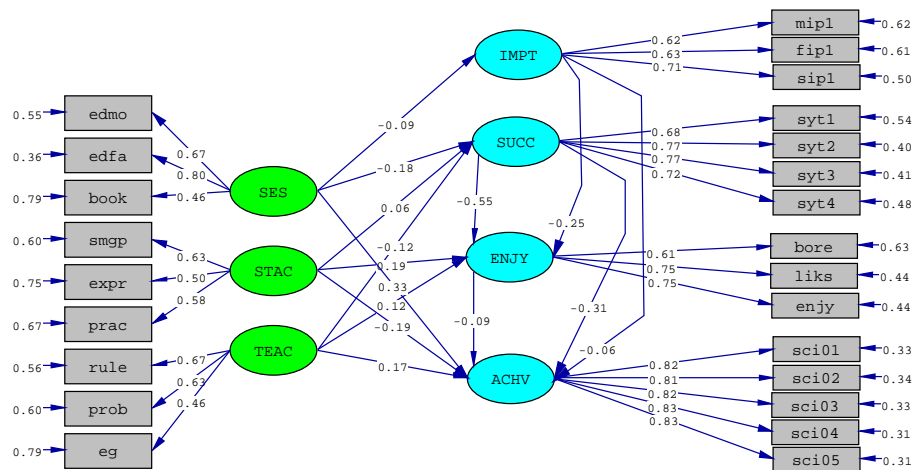 mip1
0.62
IMPT
0.62
0.63
fip1
0.61
0.71
sip1
0.50
0.55
edmo
-0.09
syt1
0.54
0.68
SUCC
0.77
syt2
0.40
0.36
edfa
0.67
0.80
-0.18
0.77
0.72
syt3
0.41
0.79
book
0.46
SES
-0.55
syt4
0.48
0.06
-0.25
0.60
smgp
-0.12
0.61
bore
0.63
0.63
STAC
0.19
ENJY
0.75
liks
0.44
0.75
expr
0.50
0.33
0.75
0.58
0.12
enjy
0.44
0.67
prac
-0.19
-0.09
-0.31
0.56
rule
0.67
TEAC
-0.06
sci01
0.33
0.17
0.82
0.63
ACHV
0.81
sci02
0.34
0.60
prob
0.46
0.82
sci03
0.33
0.83
0.83
sci04
0.31
0.79
eg
sci05
0.31